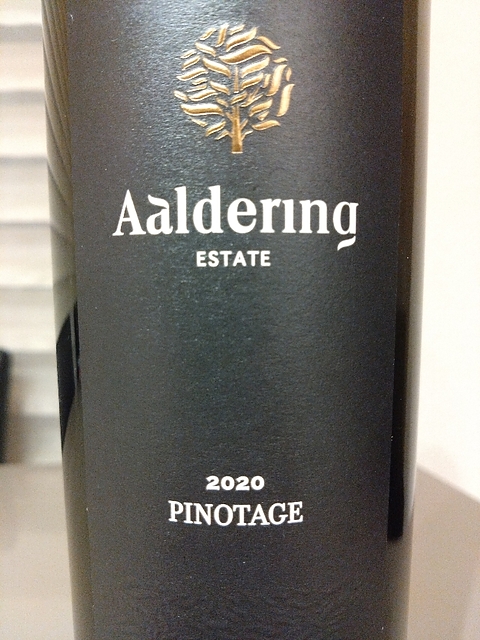 Aaldering
ESTATE
2020
PINOTAGE